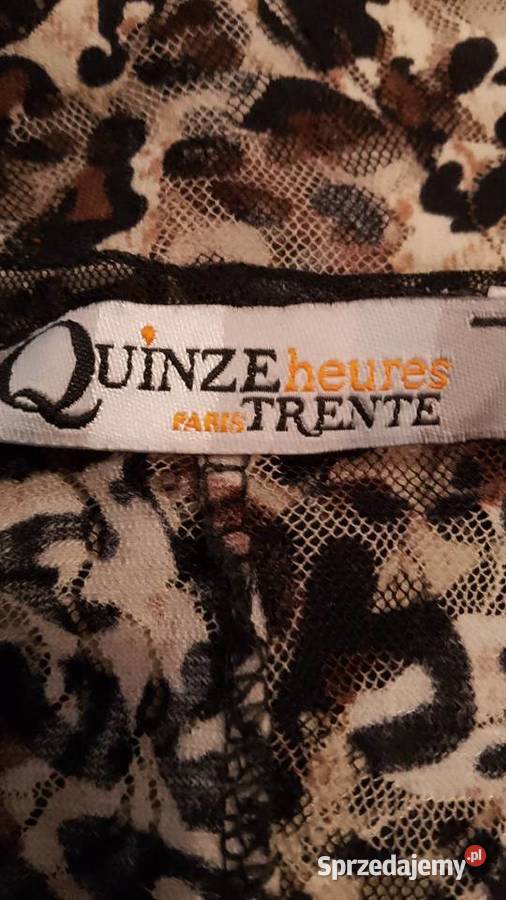 QUINZE heures
PARIS TRENTE
Sprzedajemy.pl